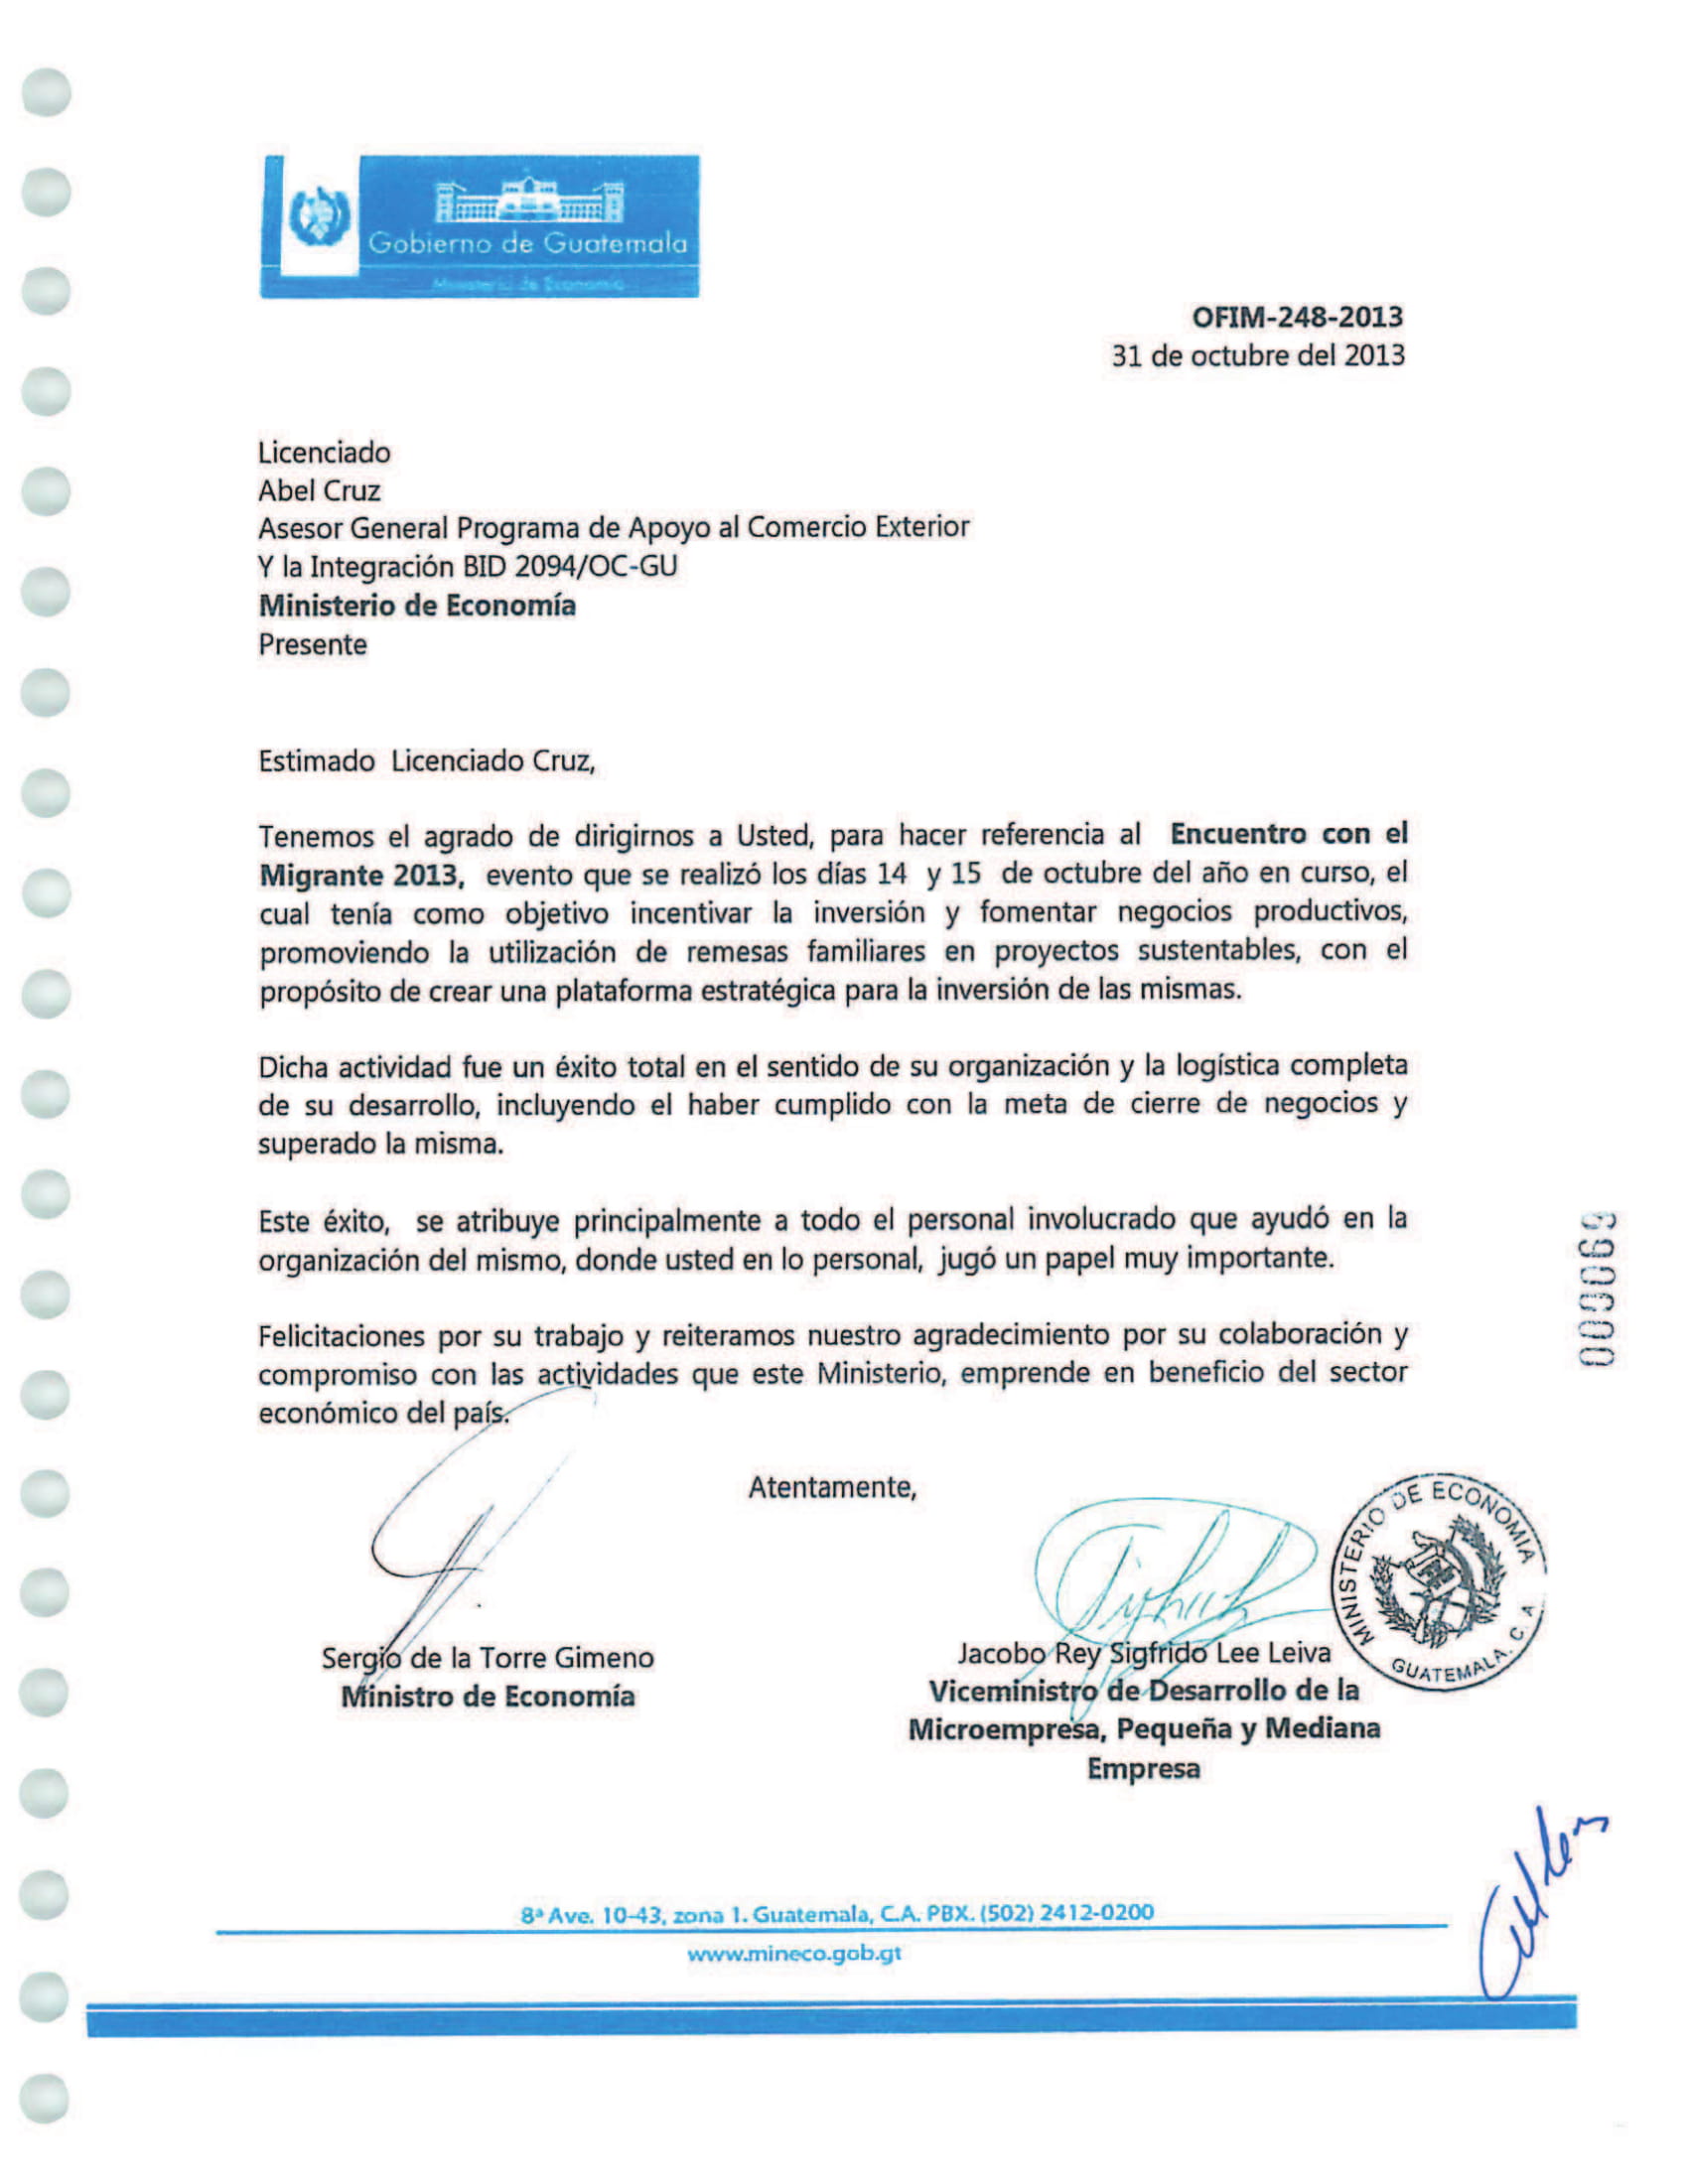 Gobierno de Guatemala
Ministerio de Economía
OFIM-248-2013
31 de octubre del 2013
Licenciado
Abel Cruz
Asesor General Programa de Apoyo al Comercio Exterior
Y la Integración BID 2094/OC-GU
Ministerio de Economía
Presente
Estimado Licenciado Cruz,
Tenemos el agrado de dirigirnos a Usted, para hacer referencia al Encuentro con el
Migrante 2013, evento que se realizó los días 14 y 15 de octubre del año en curso, el
cual tenía como objetivo incentivar la inversión y fomentar negocios productivos,
promoviendo la utilización de remesas familiares en proyectos sustentables, con el
propósito de crear una plataforma estratégica para la inversión de las mismas.
Dicha actividad fue un éxito total en el sentido de su organización y la logística completa
de su desarrollo, incluyendo el haber cumplido con la meta de cierre de negocios y
superado la misma.
Este éxito, se atribuye principalmente a todo el personal involucrado que ayudó en la
organización del mismo, donde usted en lo personal, jugó un papel muy importante.
000069
Felicitaciones por su trabajo y reiteramos nuestro agradecimiento por su colaboración y
compromiso con las actividades que este Ministerio, emprende en beneficio del sector
económico del país.
Atentamente,
MINISTERIO DE ECONOMIA
GUATEMALA, C. A.
Sergio de la Torre Gimeno
Ministro de Economía
Jacobo Rey Sigfrido Lee Leiva
Viceministro de Desarrollo de la
Microempresa, Pequeña y Mediana
Empresa
8ª Ave. 10-43, zona 1. Guatemala, C.A. PBX. (502) 2412-0200
www.mineco.gob.gt